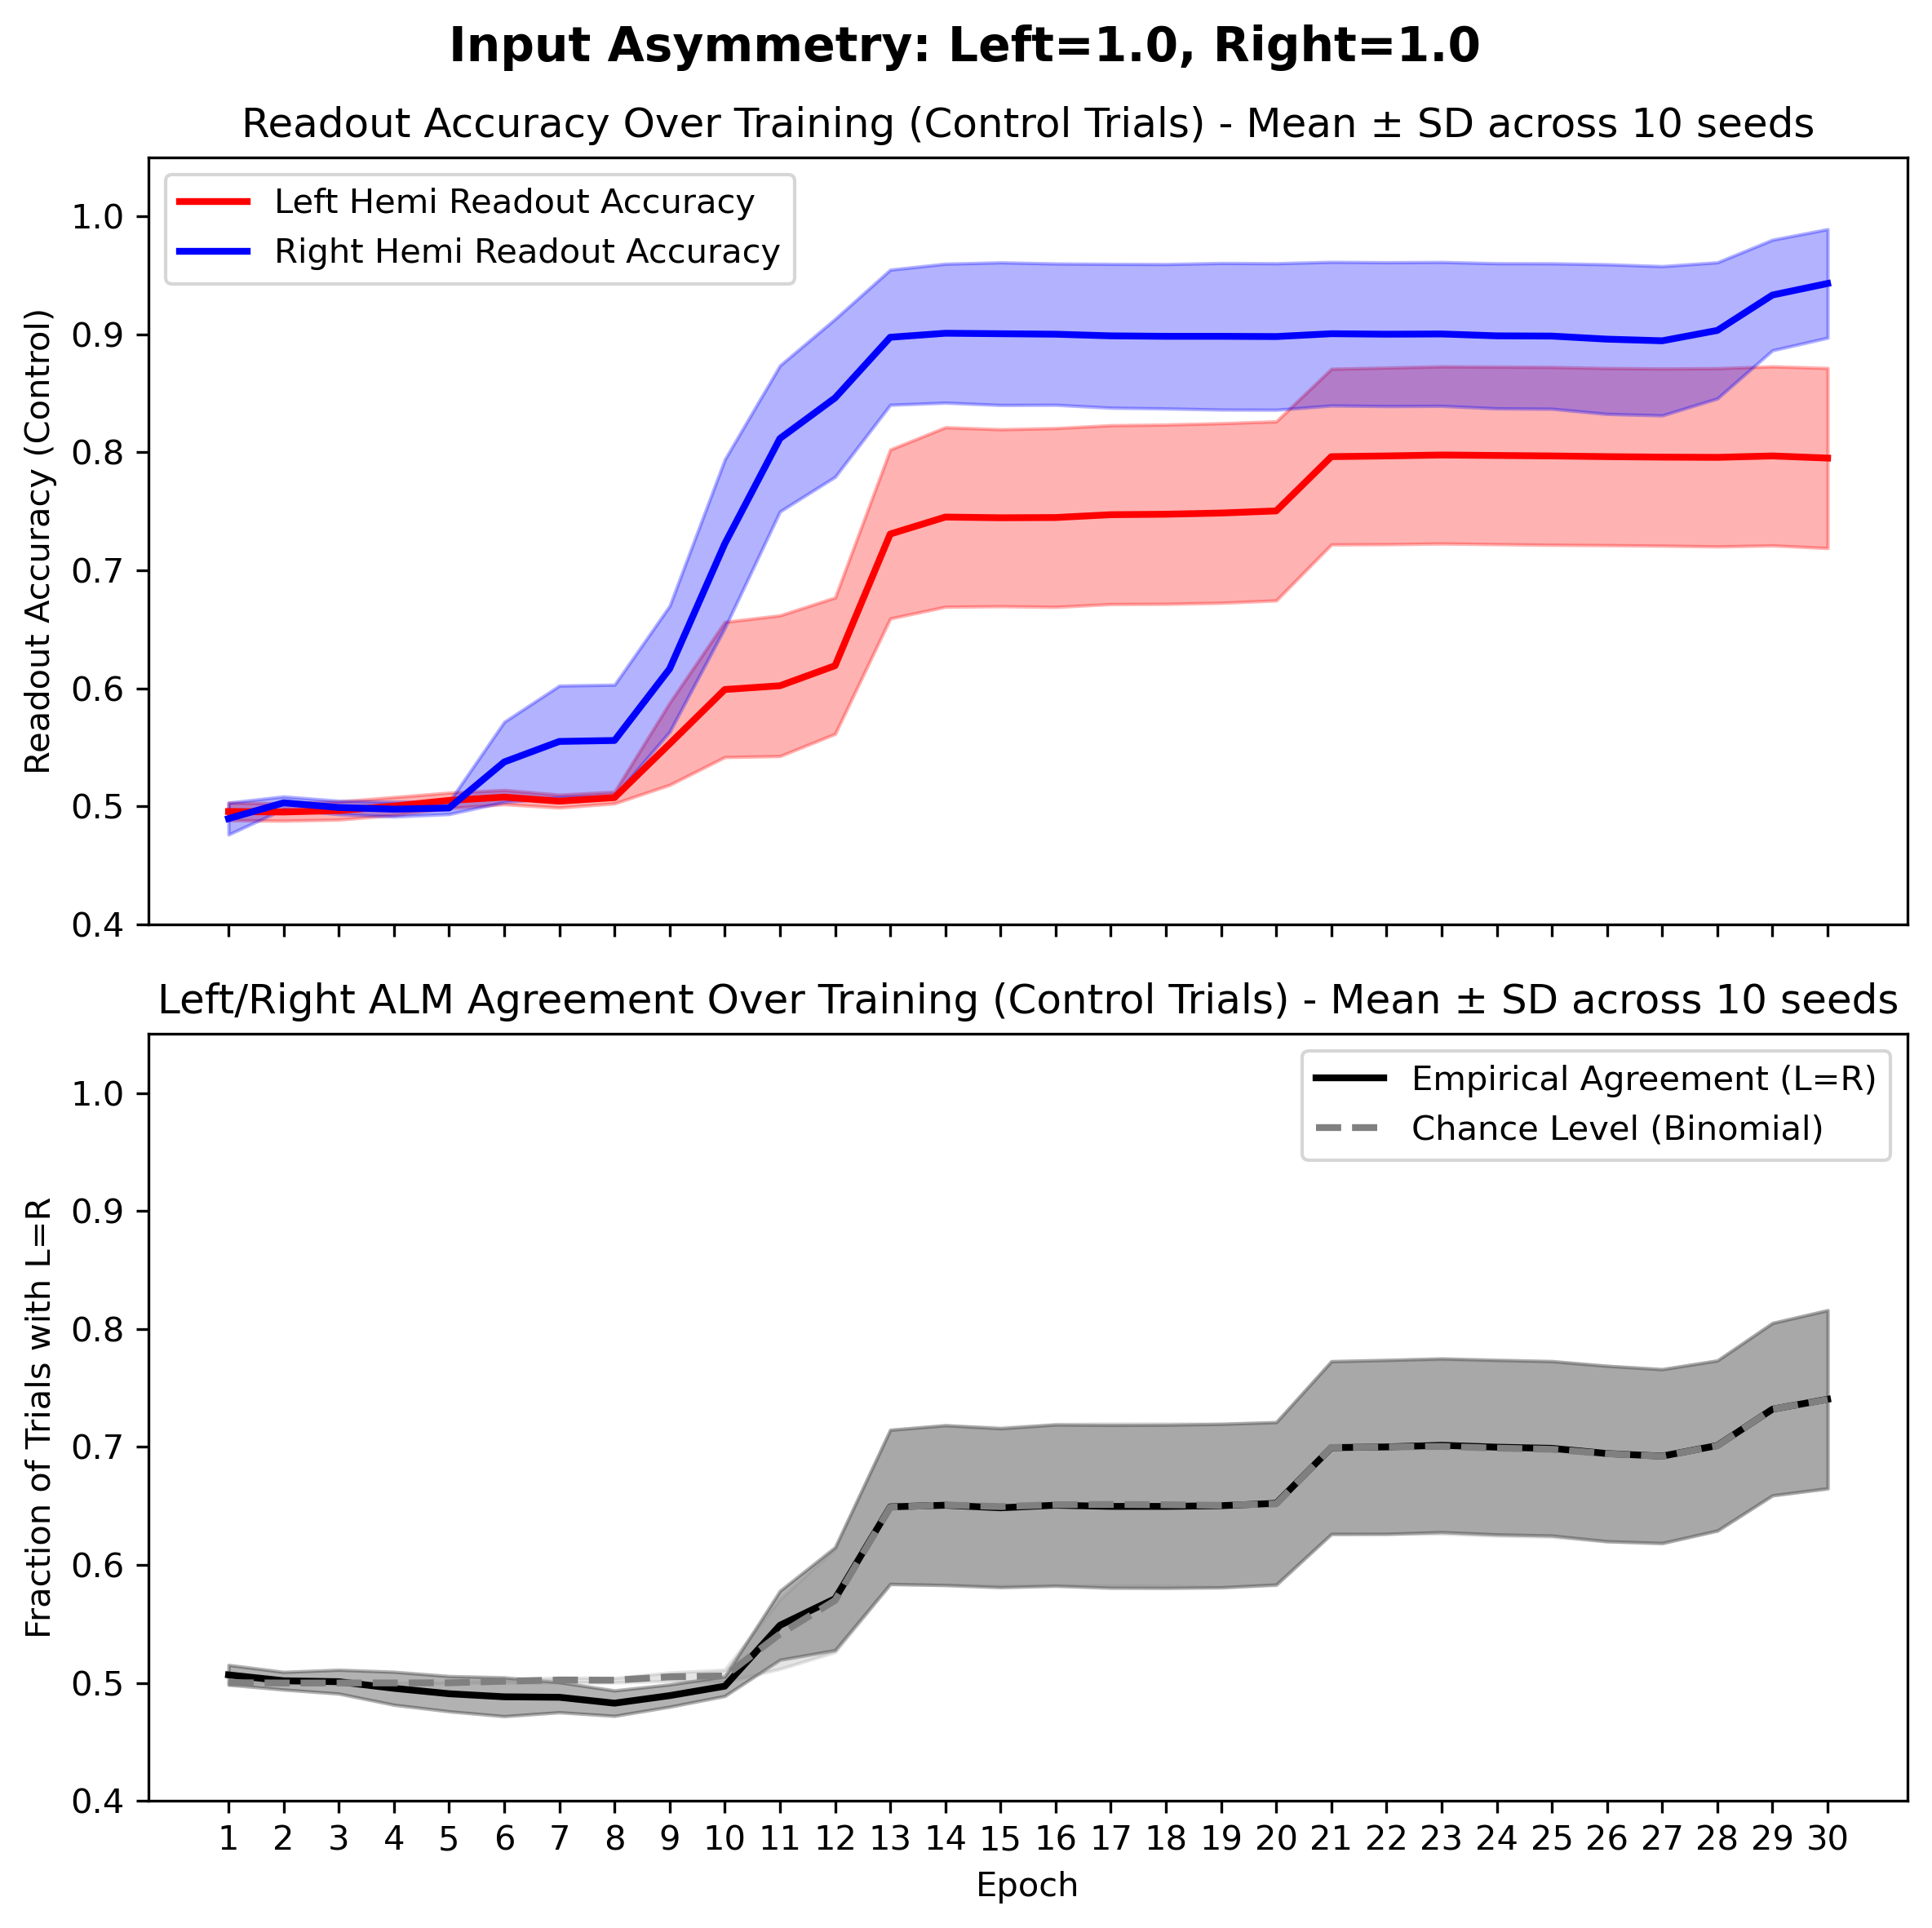 Input Asymmetry: Left=1.0, Right=1.0
Readout Accuracy Over Training (Control Trials) - Mean ± SD across 10 seeds
Left Hemi Readout Accuracy
Right Hemi Readout Accuracy
Readout Accuracy (Control)
1.0
0.9
0.8
0.7
0.6
0.5
0.4
Left/Right ALM Agreement Over Training (Control Trials) - Mean ± SD across 10 seeds
Empirical Agreement (L=R)
Chance Level (Binomial)
Fraction of Trials with L=R
1.0
0.9
0.8
0.7
0.6
0.5
0.4
1 2 3 4 5 6 7 8 9 10 11 12 13 14 15 16 17 18 19 20 21 22 23 24 25 26 27 28 29 30
Epoch